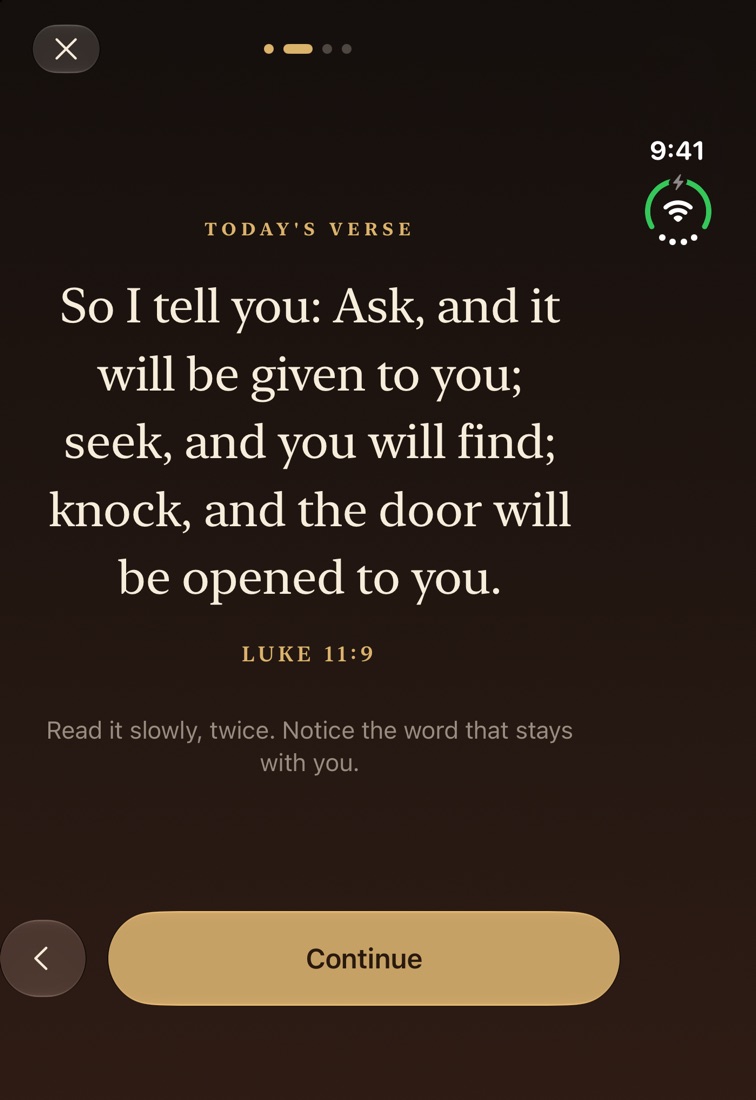 9:41
TODAY'S VERSE
So I tell you: Ask, and it
will be given to you;
seek, and you will find;
knock, and the door will
be opened to you.
LUKE 11:9
Read it slowly, twice. Notice the word that stays
with you.
Continue